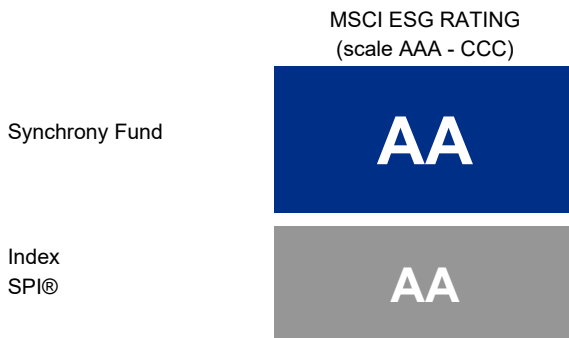 MSCI ESG RATING
(scale AAA - CCC)
Synchrony Fund
AA
Index
SPI®
AA